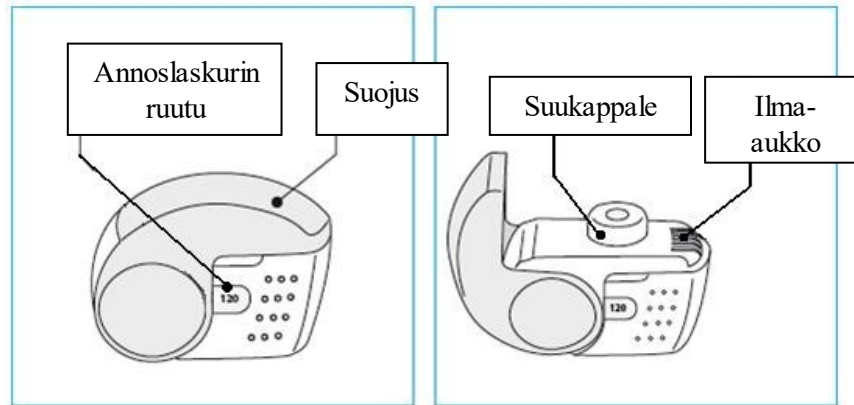 Annoslaskurin
ruutu
Suojus
120
Suukappale
Ilma-
aukko
120